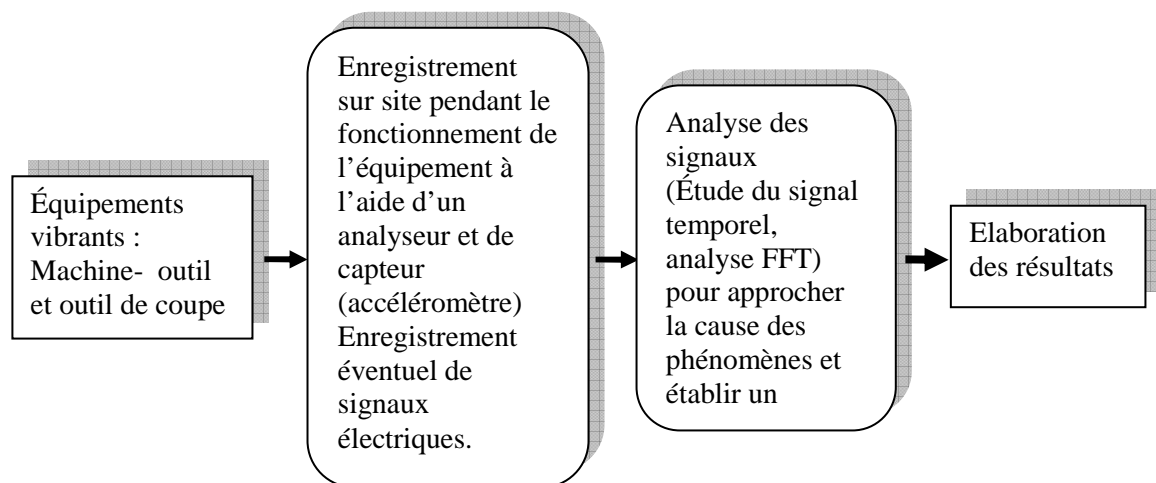 Équipements
vibrants :
Machine- outil
et outil de coupe
Enregistrement
sur site pendant le
fonctionnement de
l’équipement à
l’aide d’un
analyseur et de
capteur
(accéléromètre)
Enregistrement
éventuel de
signaux
électriques.
Analyse des
signaux
(Étude du signal
temporel,
analyse FFT)
pour approcher
la cause des
phénomènes et
établir un
Elaboration
des résultats